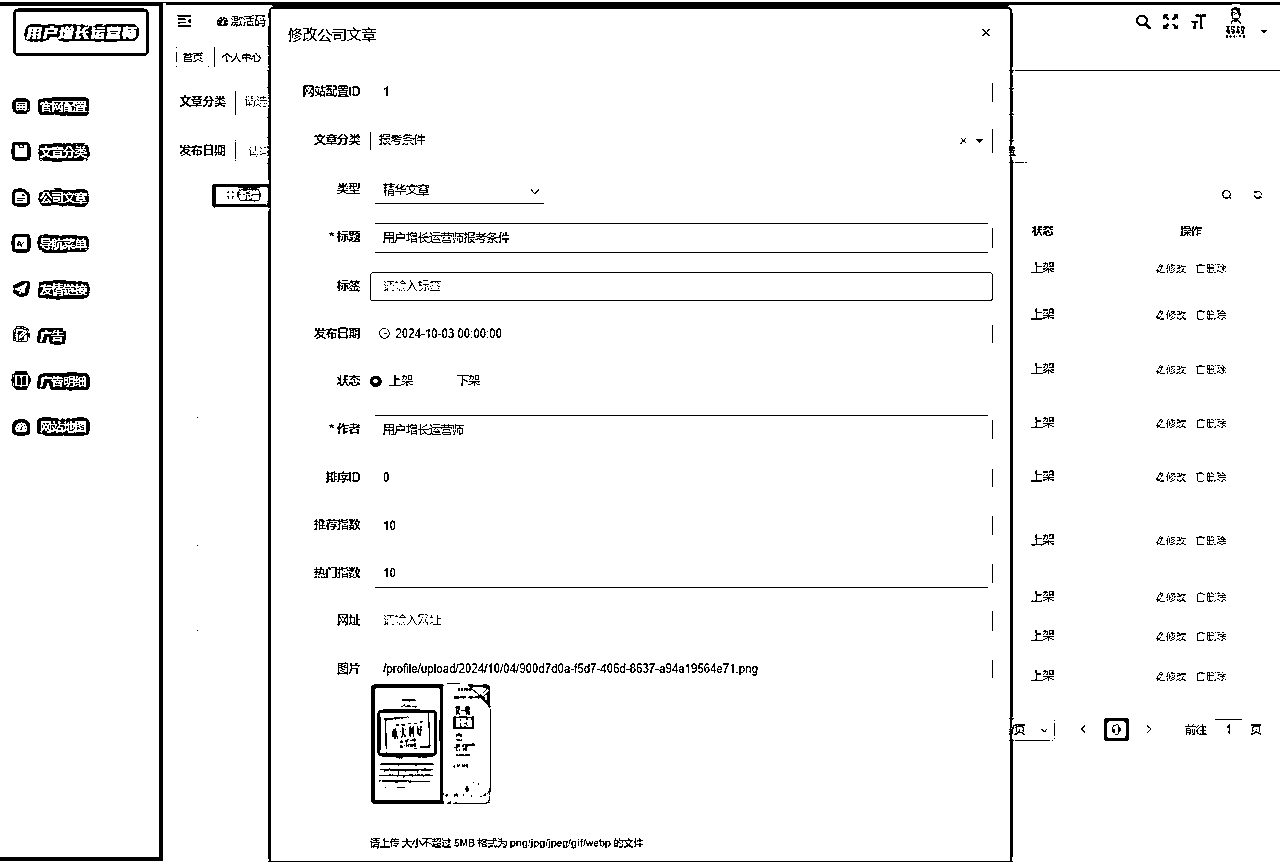 用户增长运营师
激活码
首页 个人中心
官网配置
文章分类
公司文章
导航菜单
友情链接
广告
广告明细
网站地图
文章分类 请选
发布日期
新增
修改公司文章 ×
网站配置ID 1
文章分类 报考条件
类型 精华文章
* 标题 用户增长运营师报考条件
标签 请输入标签
发布日期 2024-10-03 00:00:00
状态 上架 下架
* 作者 用户增长运营师
排序ID 0
推荐指数 10
热门指数 10
网址 请输入网址
图片 /profile/upload/2024/10/04/900d7d0a-f5d7-406d-8637-a94a19564e71.png
请上传 大小不超过 5MB 格式为 png/jpg/jpeg/gif/webp 的文件
状态 操作
上架 修改 删除
上架 修改 删除
上架 修改 删除
上架 修改 删除
上架 修改 删除
上架 修改 删除
上架 修改 删除
上架 修改 删除
上架 修改 删除
页 前往 1 页